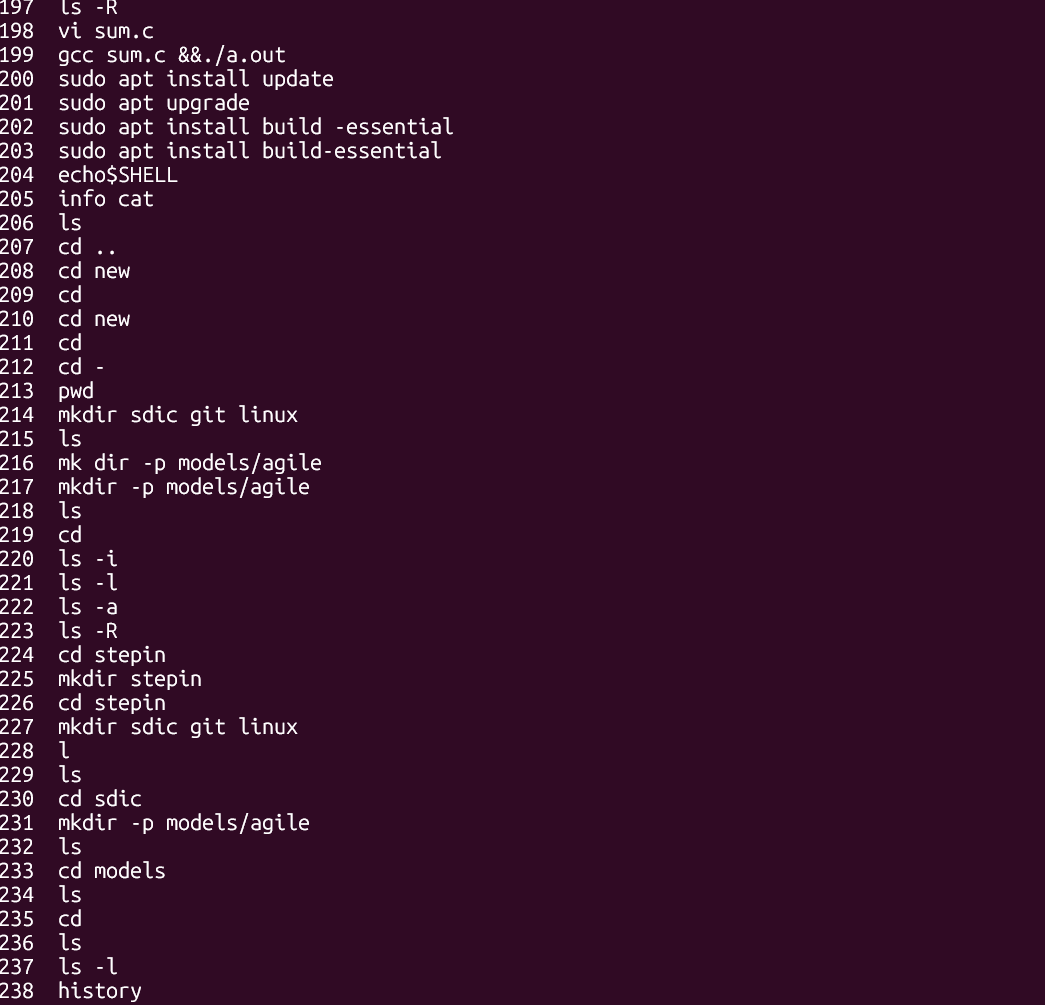 197 ls -R
198 vi sum.c
199 gcc sum.c &&./a.out
200 sudo apt install update
201 sudo apt upgrade
202 sudo apt install build -essential
203 sudo apt install build-essential
204 echo$SHELL
205 info cat
206 ls
207 cd ..
208 cd new
209 cd
210 cd new
211 cd
212 cd -
213 pwd
214 mkdir sdic git linux
215 ls
216 mk dir -p models/agile
217 mkdir -p models/agile
218 ls
219 cd
220 ls -i
221 ls -l
222 ls -a
223 ls -R
224 cd stepin
225 mkdir stepin
226 cd stepin
227 mkdir sdic git linux
228 l
229 ls
230 cd sdic
231 mkdir -p models/agile
232 ls
233 cd models
234 ls
235 cd
236 ls
237 ls -l
238 history